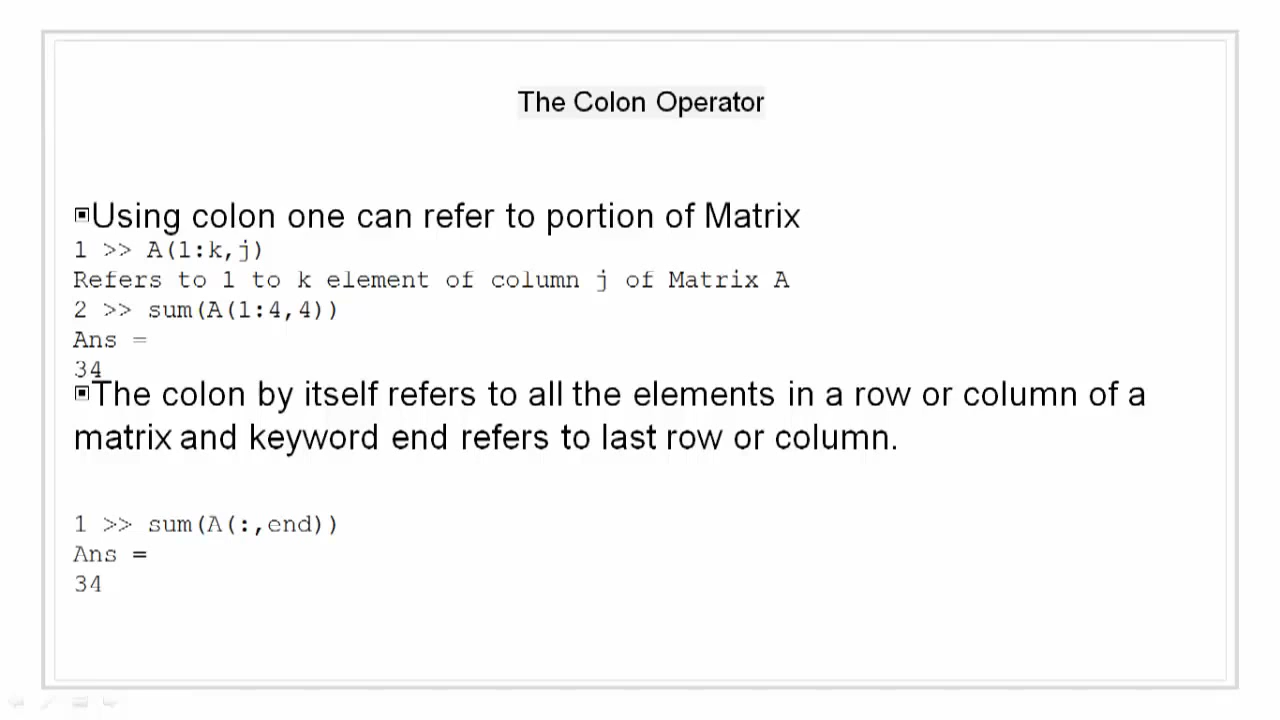 The Colon Operator
Using colon one can refer to portion of Matrix
1 >> A(1:k,j)
Refers to 1 to k element of column j of Matrix A
2 >> sum(A(1:4,4))
Ans =
34
The colon by itself refers to all the elements in a row or column of a
matrix and keyword end refers to last row or column.
1 >> sum(A(:,end))
Ans =
34